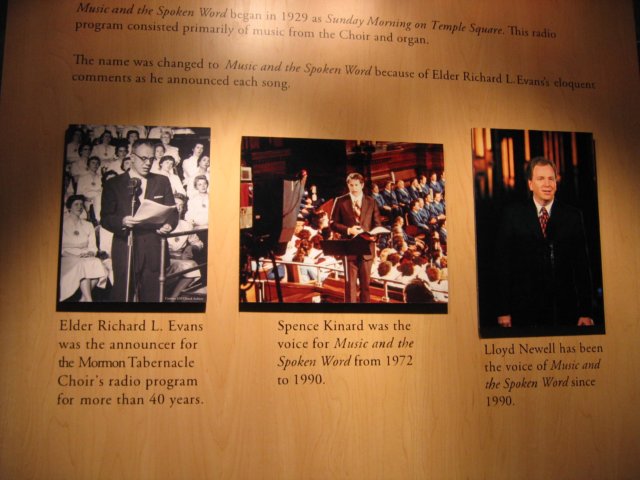 Music and the Spoken Word began in 1929 as Sunday Morning on Temple Square. This radio
program consisted primarily of music from the Choir and organ.
The name was changed to Music and the Spoken Word because of Elder Richard L.Evans's eloquent
comments as he announced each song.
Elder Richard L. Evans
was the announcer for
the Mormon Tabernacle
Choir's radio program
for more than 40 years.
Spence Kinard was the
voice for Music and the
Spoken Word from 1972
to 1990.
Lloyd Newell has been
the voice of Music and
the Spoken Word since
1990.